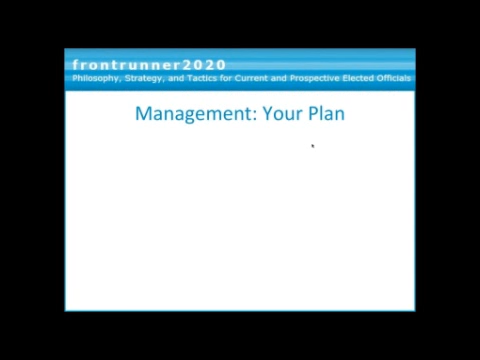 frontrunner2020
Philosophy, Strategy, and Tactics for Current and Prospective Elected Officials
Management: Your Plan